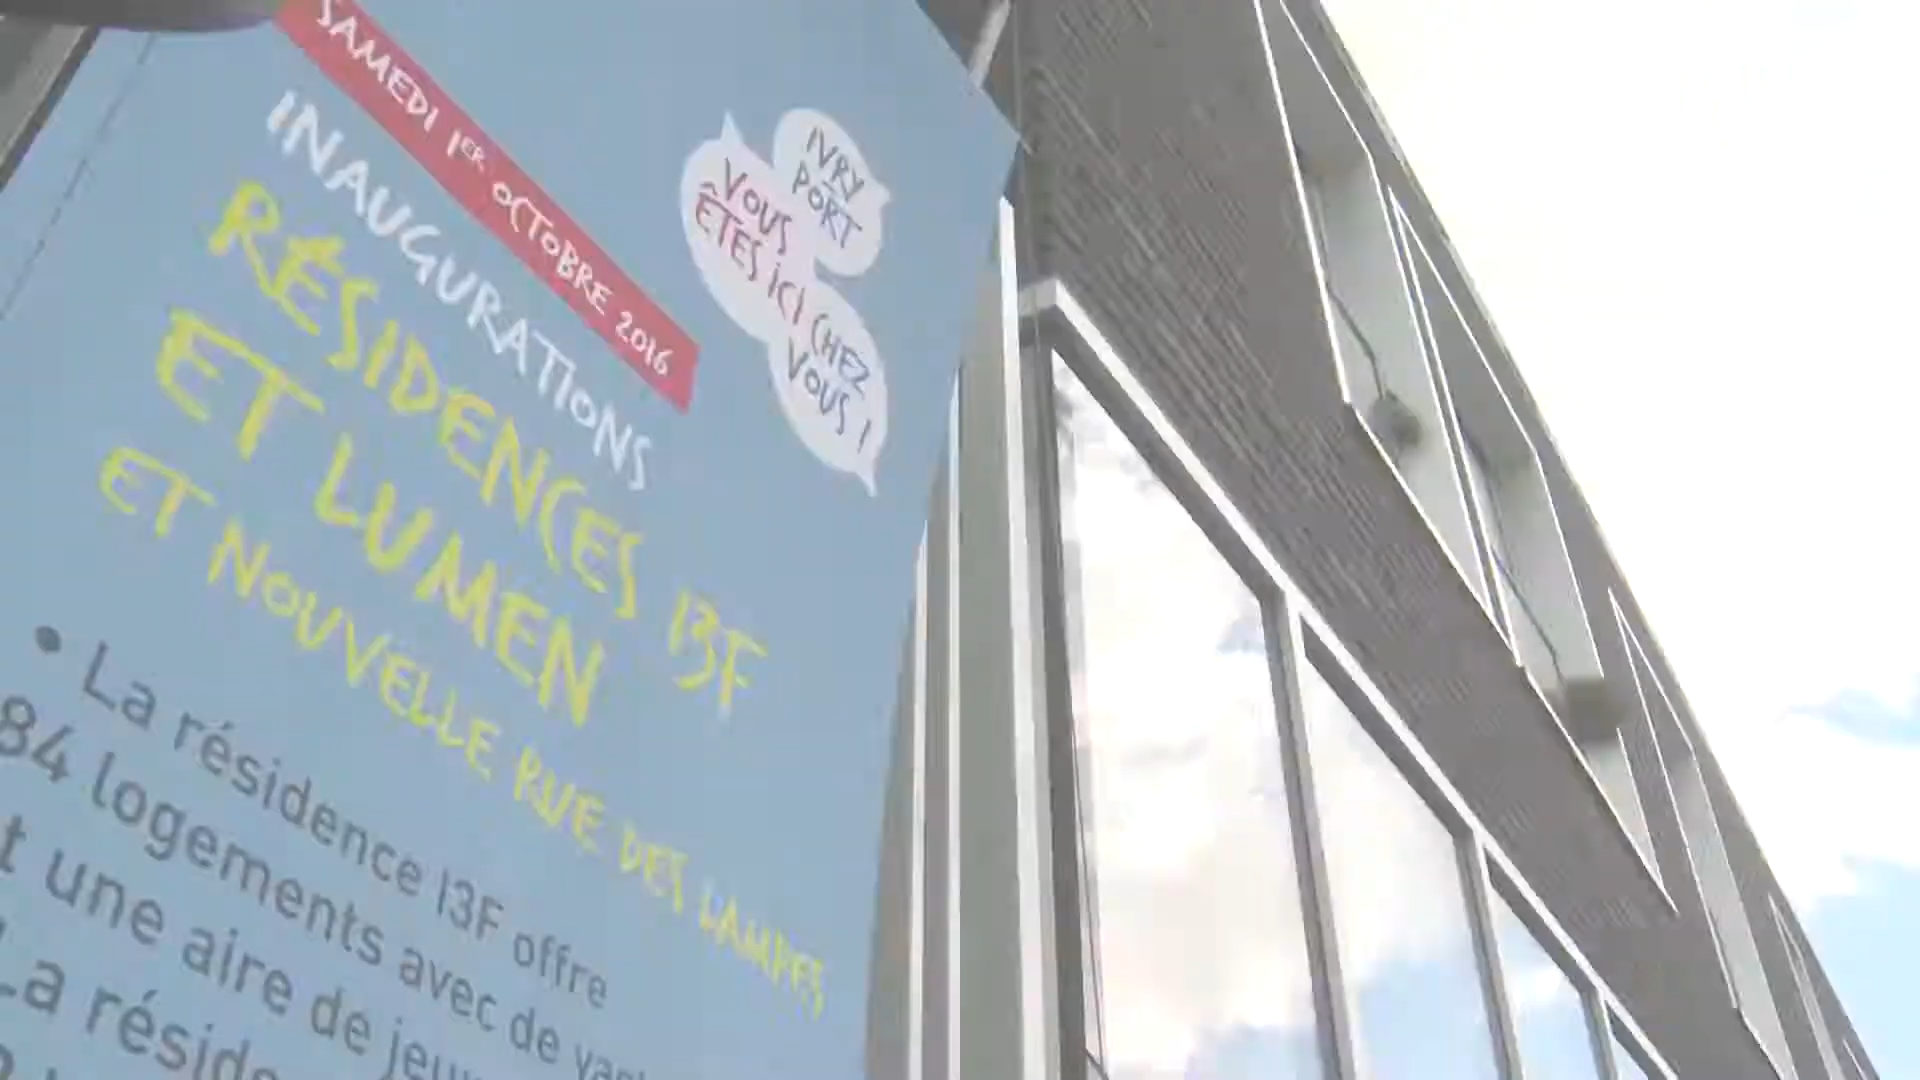 SAMEDI 1ER OCTOBRE 2016
INAUGURATIONS
RÉSIDENCES I3F
ET LUMEN
ET NOUVELLE RUE DES LAMPES
IVRY
PORT
VOUS
ÊTES ICI CHEZ
VOUS !
• La résidence I3F offre
84 logements avec de
une aire de
La